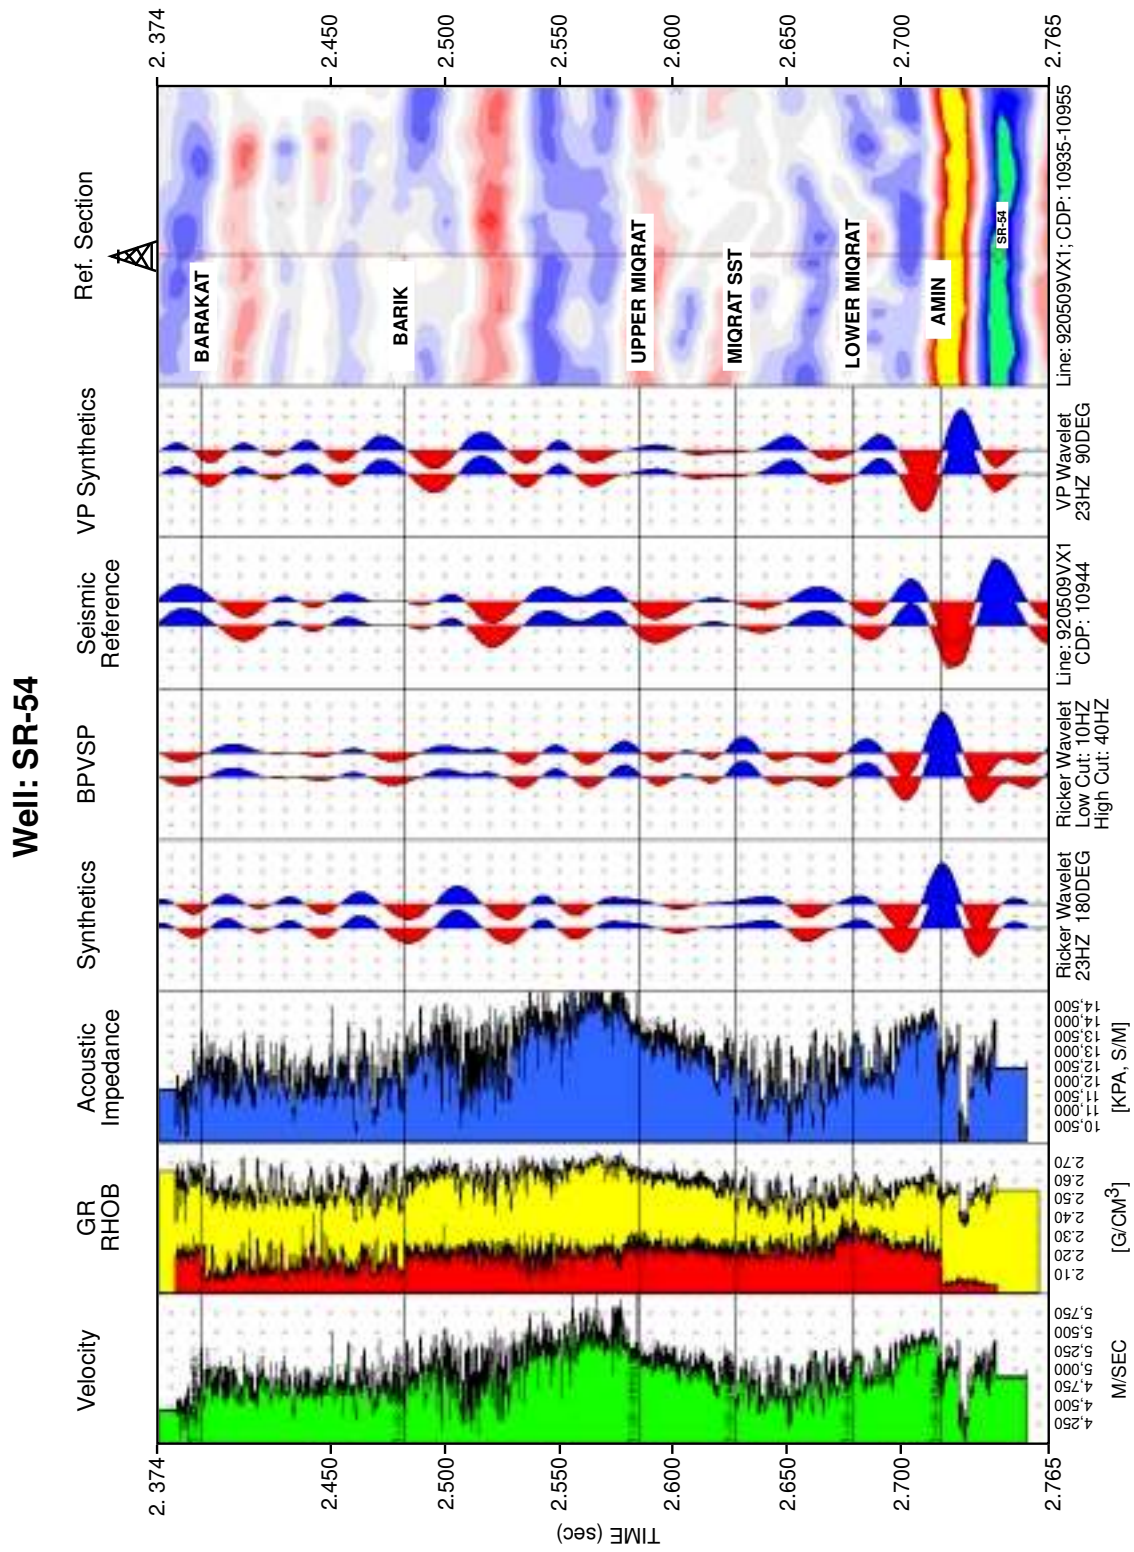 Well: SR-54
Velocity
GR
RHOB
Acoustic
Impedance
Synthetics
BPVSP
Seismic
Reference
VP Synthetics
Ref. Section
2.374
2.450
2.500
2.550
2.600
2.650
2.700
2.765
TIME (sec)
2.374
2.450
2.500
2.550
2.600
2.650
2.700
2.765
BARAKAT
BARIK
UPPER MIQRAT
MIQRAT SST
LOWER MIQRAT
AMIN
SR-54
4,250
4,500
4,750
5,000
5,250
5,500
5,750
M/SEC
2.10
2.20
2.30
2.40
2.50
2.60
2.70
[G/CM³]
10,500
11,000
11,500
12,000
12,500
13,000
13,500
14,000
14,500
[KPA, S/M]
Ricker Wavelet
23HZ 180DEG
Ricker Wavelet
Low Cut: 10HZ
High Cut: 40HZ
Line: 920509VX1
CDP: 10944
VP Wavelet
23HZ 90DEG
Line: 920509VX1; CDP: 10935-10955